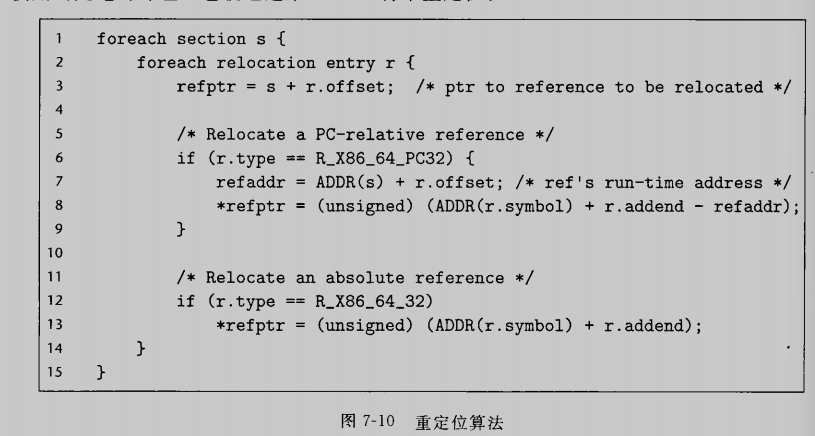 1 foreach section s {
2 foreach relocation entry r {
3 refptr = s + r.offset; /* ptr to reference to be relocated */
4
5 /* Relocate a PC-relative reference */
6 if (r.type == R_X86_64_PC32) {
7 refaddr = ADDR(s) + r.offset; /* ref's run-time address */
8 *refptr = (unsigned) (ADDR(r.symbol) + r.addend - refaddr);
9 }
10
11 /* Relocate an absolute reference */
12 if (r.type == R_X86_64_32)
13 *refptr = (unsigned) (ADDR(r.symbol) + r.addend);
14 }
15 }
图 7-10 重定位算法